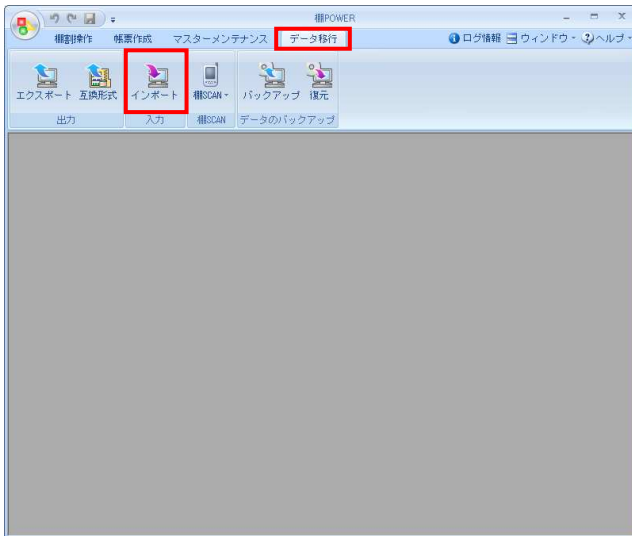 棚POWER
棚割操作 帳票作成 マスターメンテナンス データ移行 ログ情報 ウィンドウ ヘルプ
エクスポート 互換形式 インポート 棚SCAN バックアップ 復元
出力 入力 棚SCAN データのバックアップ